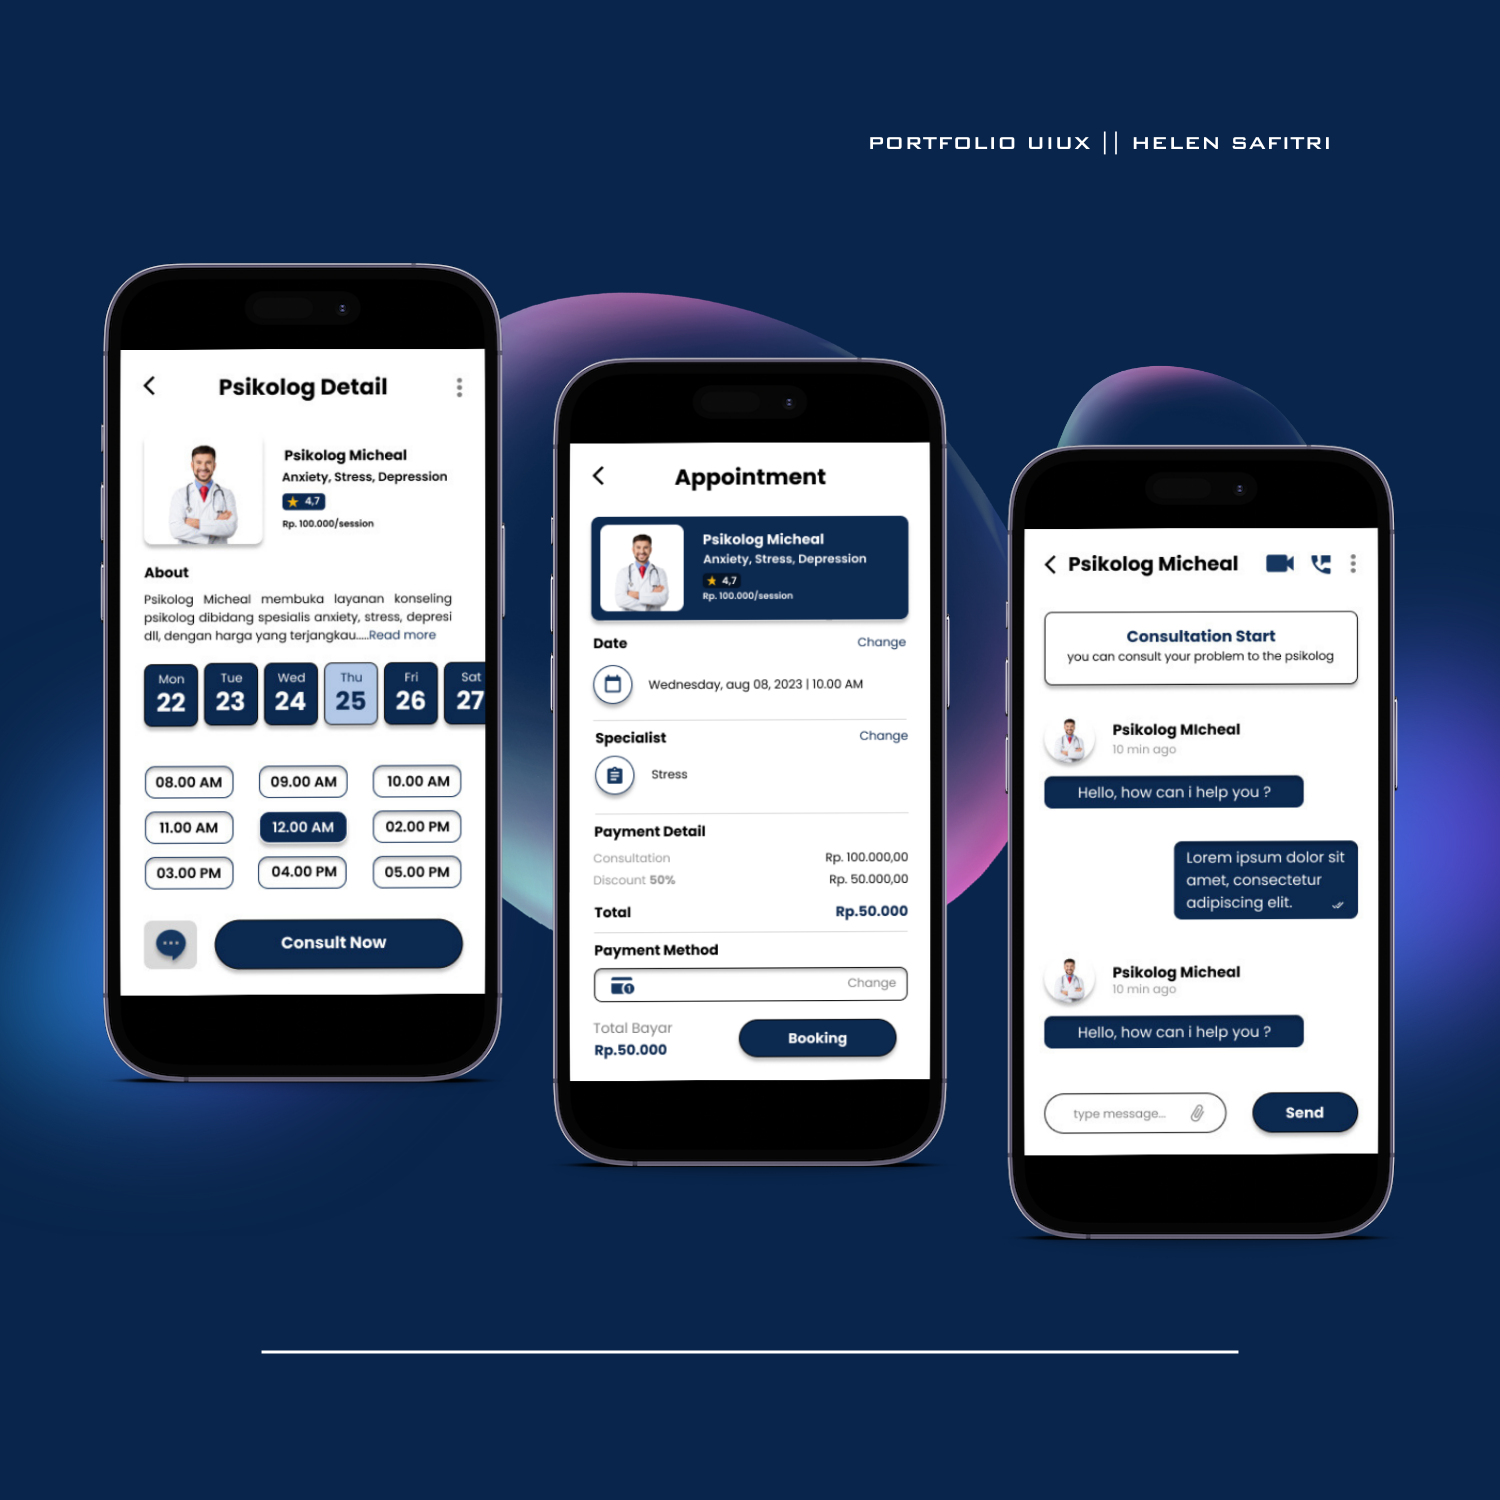 PORTFOLIO UIUX || HELEN SAFITRI
Psikolog Detail
Psikolog Micheal
Anxiety, Stress, Depression
4,7
Rp. 100.000/session
About
Psikolog Micheal membuka layanan konseling
psikolog dibidang spesialis anxiety, stress, depresi
dll, dengan harga yang terjangkau.....Read more
Mon Tue Wed Thu Fri Sat
22 23 24 25 26 27
08.00 AM 09.00 AM 10.00 AM
11.00 AM 12.00 AM 02.00 PM
03.00 PM 04.00 PM 05.00 PM
Consult Now
Appointment
Psikolog Micheal
Anxiety, Stress, Depression
4,7
Rp. 100.000/session
Date Change
Wednesday, aug 08, 2023 | 10.00 AM
Specialist Change
Stress
Payment Detail
Consultation Rp. 100.000,00
Discount 50% Rp. 50.000,00
Total Rp.50.000
Payment Method
Change
Total Bayar
Rp.50.000
Booking
Psikolog Micheal
Consultation Start
you can consult your problem to the psikolog
Psikolog MIcheal
10 min ago
Hello, how can i help you ?
Lorem ipsum dolor sit
amet, consectetur
adipiscing elit.
Psikolog Micheal
10 min ago
Hello, how can i help you ?
type message...
Send